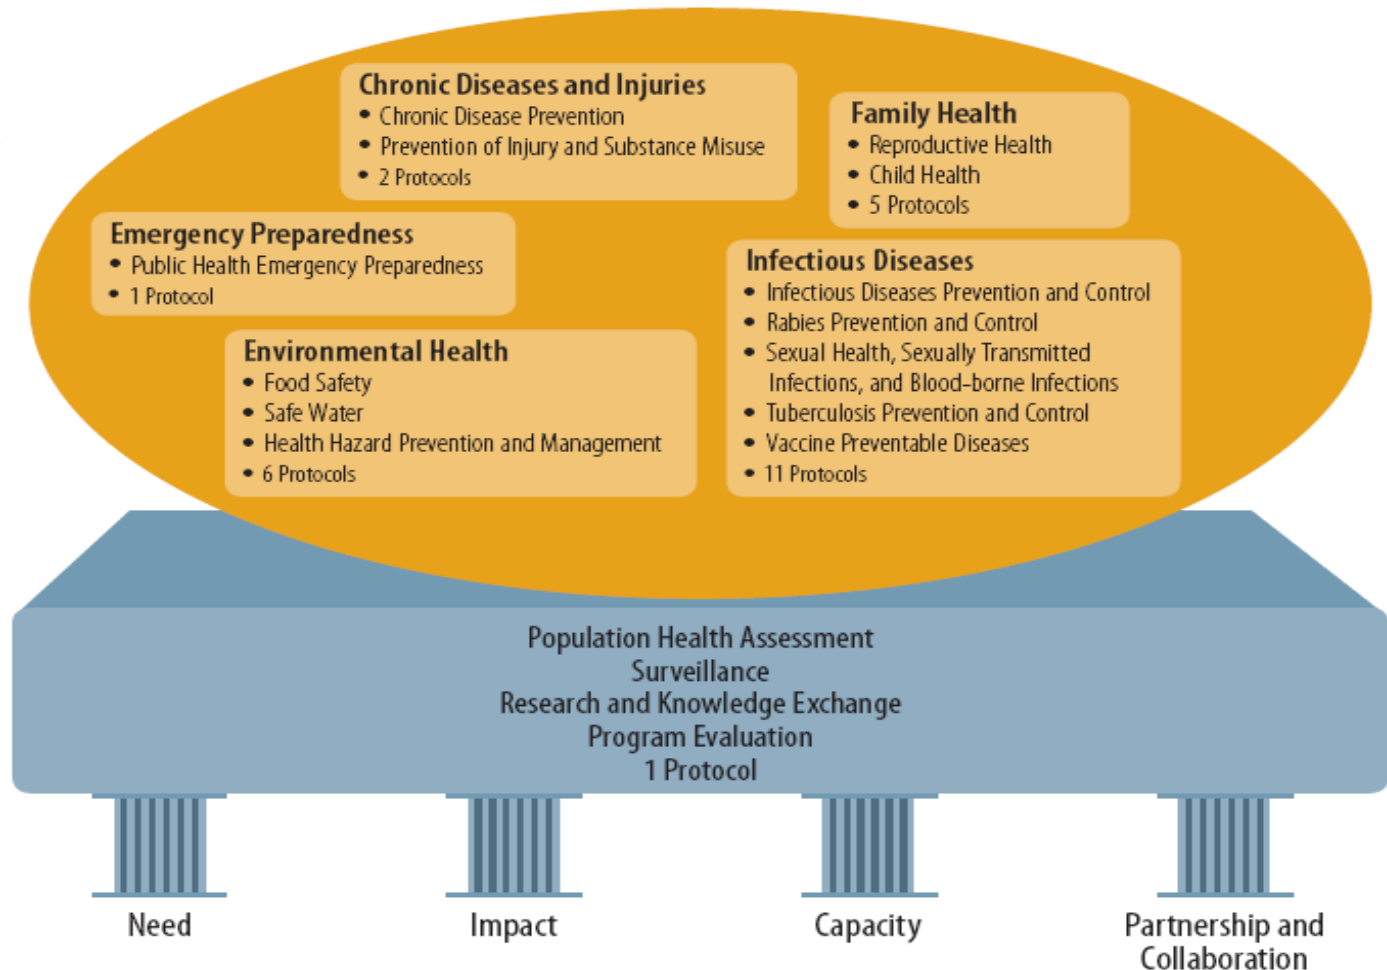 Chronic Diseases and Injuries
• Chronic Disease Prevention
• Prevention of Injury and Substance Misuse
• 2 Protocols
Family Health
• Reproductive Health
• Child Health
• 5 Protocols
Emergency Preparedness
• Public Health Emergency Preparedness
• 1 Protocol
Infectious Diseases
• Infectious Diseases Prevention and Control
• Rabies Prevention and Control
• Sexual Health, Sexually Transmitted
Infections, and Blood-borne Infections
• Tuberculosis Prevention and Control
• Vaccine Preventable Diseases
• 11 Protocols
Environmental Health
• Food Safety
• Safe Water
• Health Hazard Prevention and Management
• 6 Protocols
Population Health Assessment
Surveillance
Research and Knowledge Exchange
Program Evaluation
1 Protocol
Need
Impact
Capacity
Partnership and
Collaboration